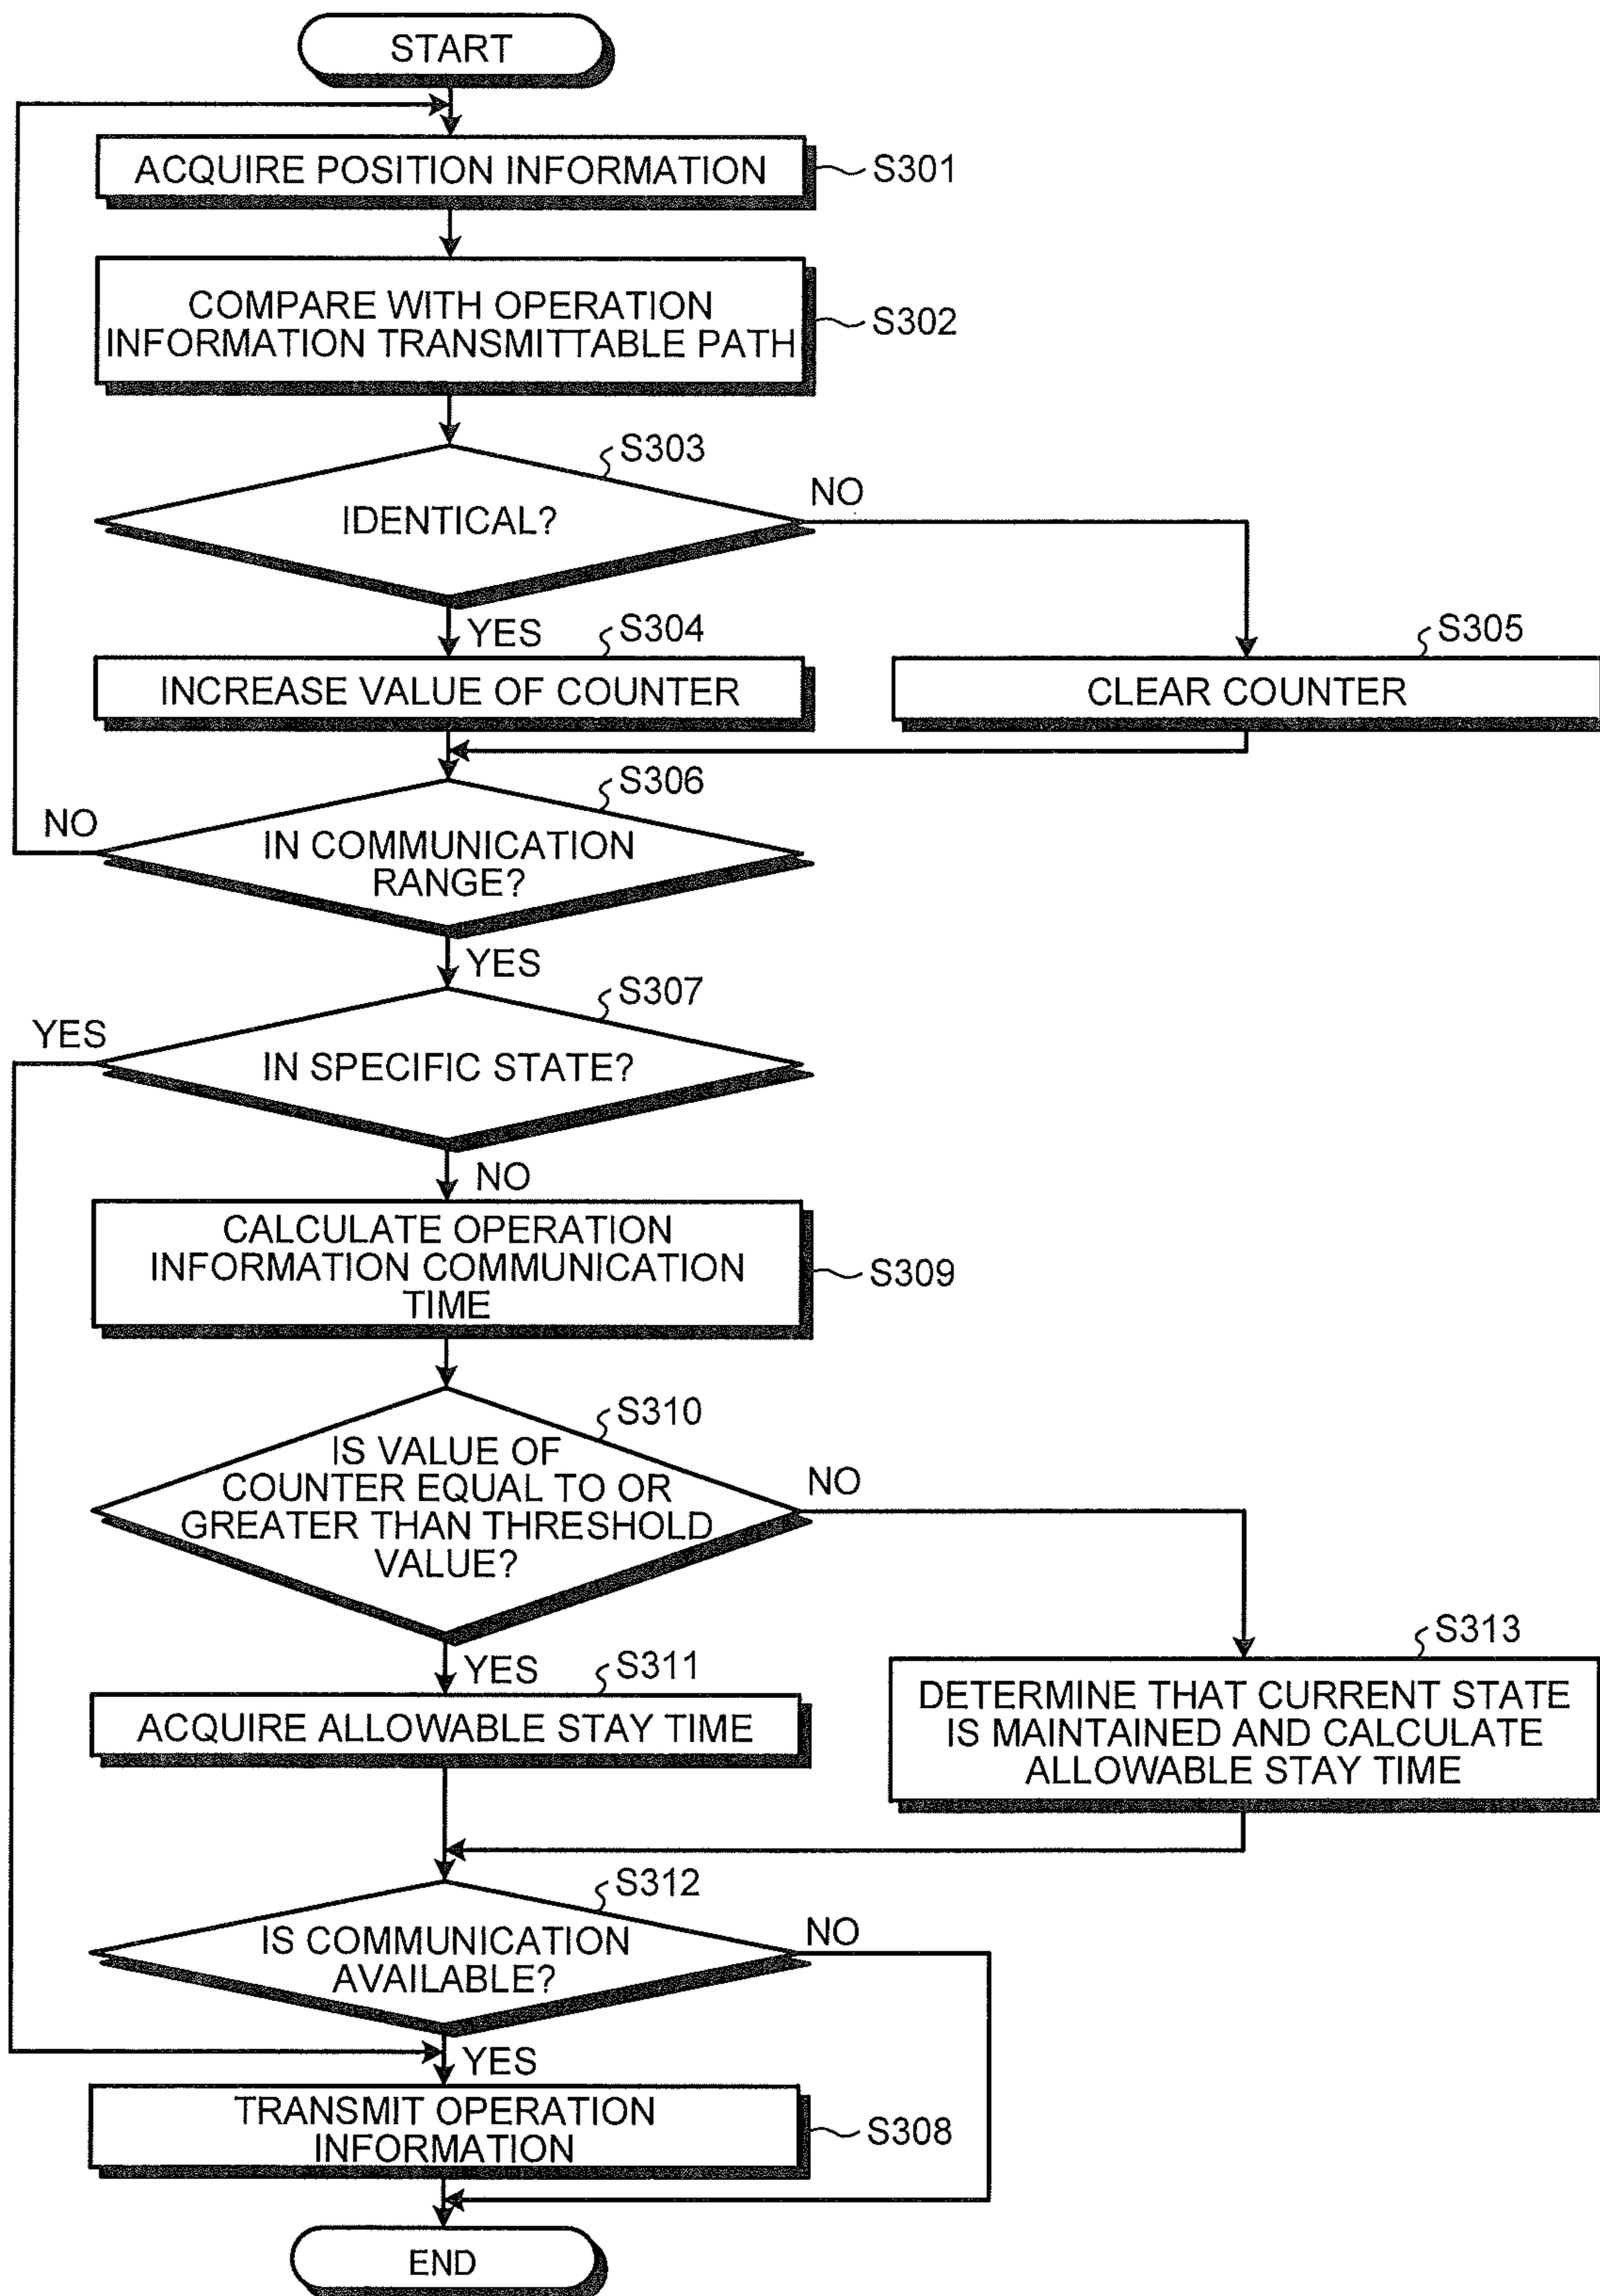 START
ACQUIRE POSITION INFORMATION
S301
COMPARE WITH OPERATION
INFORMATION TRANSMITTABLE PATH
S302
S303
IDENTICAL?
NO
YES
S304
INCREASE VALUE OF COUNTER
S305
CLEAR COUNTER
S306
NO
IN COMMUNICATION
RANGE?
YES
S307
YES
IN SPECIFIC STATE?
NO
CALCULATE OPERATION
INFORMATION COMMUNICATION
TIME
S309
S310
IS VALUE OF
COUNTER EQUAL TO OR
GREATER THAN THRESHOLD
VALUE?
NO
YES
S311
ACQUIRE ALLOWABLE STAY TIME
S313
DETERMINE THAT CURRENT STATE
IS MAINTAINED AND CALCULATE
ALLOWABLE STAY TIME
S312
IS COMMUNICATION
AVAILABLE?
NO
YES
TRANSMIT OPERATION
INFORMATION
S308
END